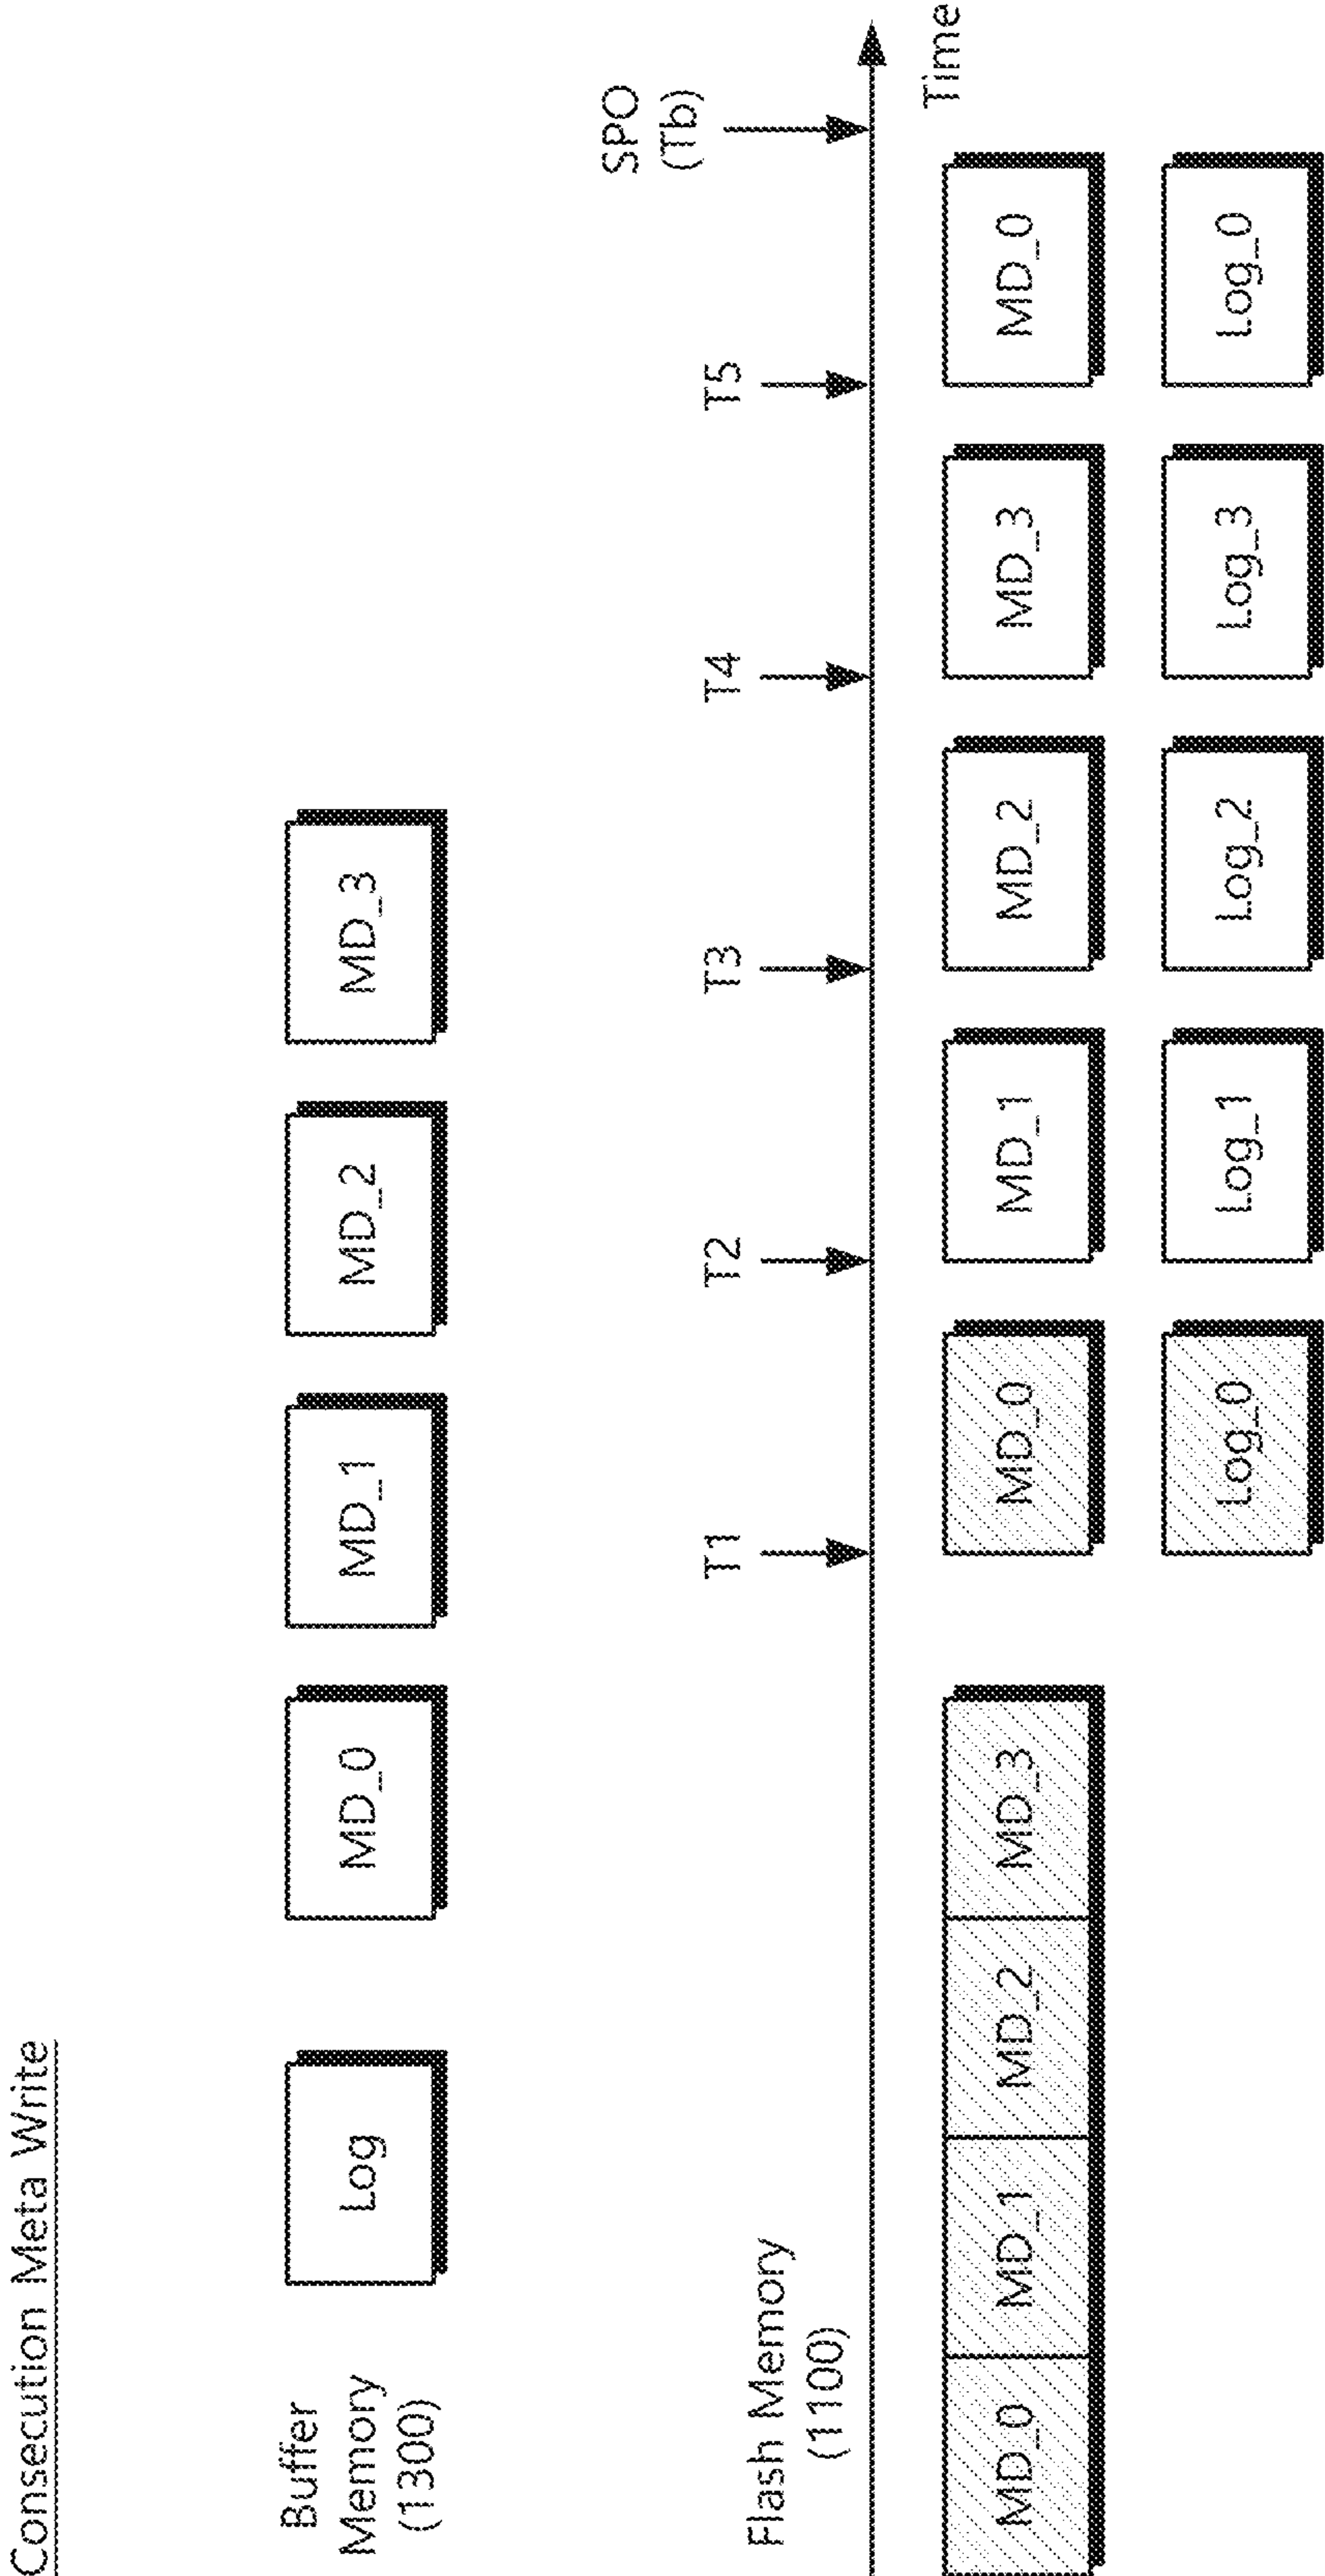 Consecution Meta Write
Buffer
Memory
(1300)
Log
MD_0
MD_1
MD_2
MD_3
Flash Memory
(1100)
T1
T2
T3
T4
T5
SPO
(Tb)
Time
MD_0
MD_1
MD_2
MD_3
MD_0
MD_1
MD_2
MD_3
MD_0
Log_0
Log_1
Log_2
Log_3
Log_0